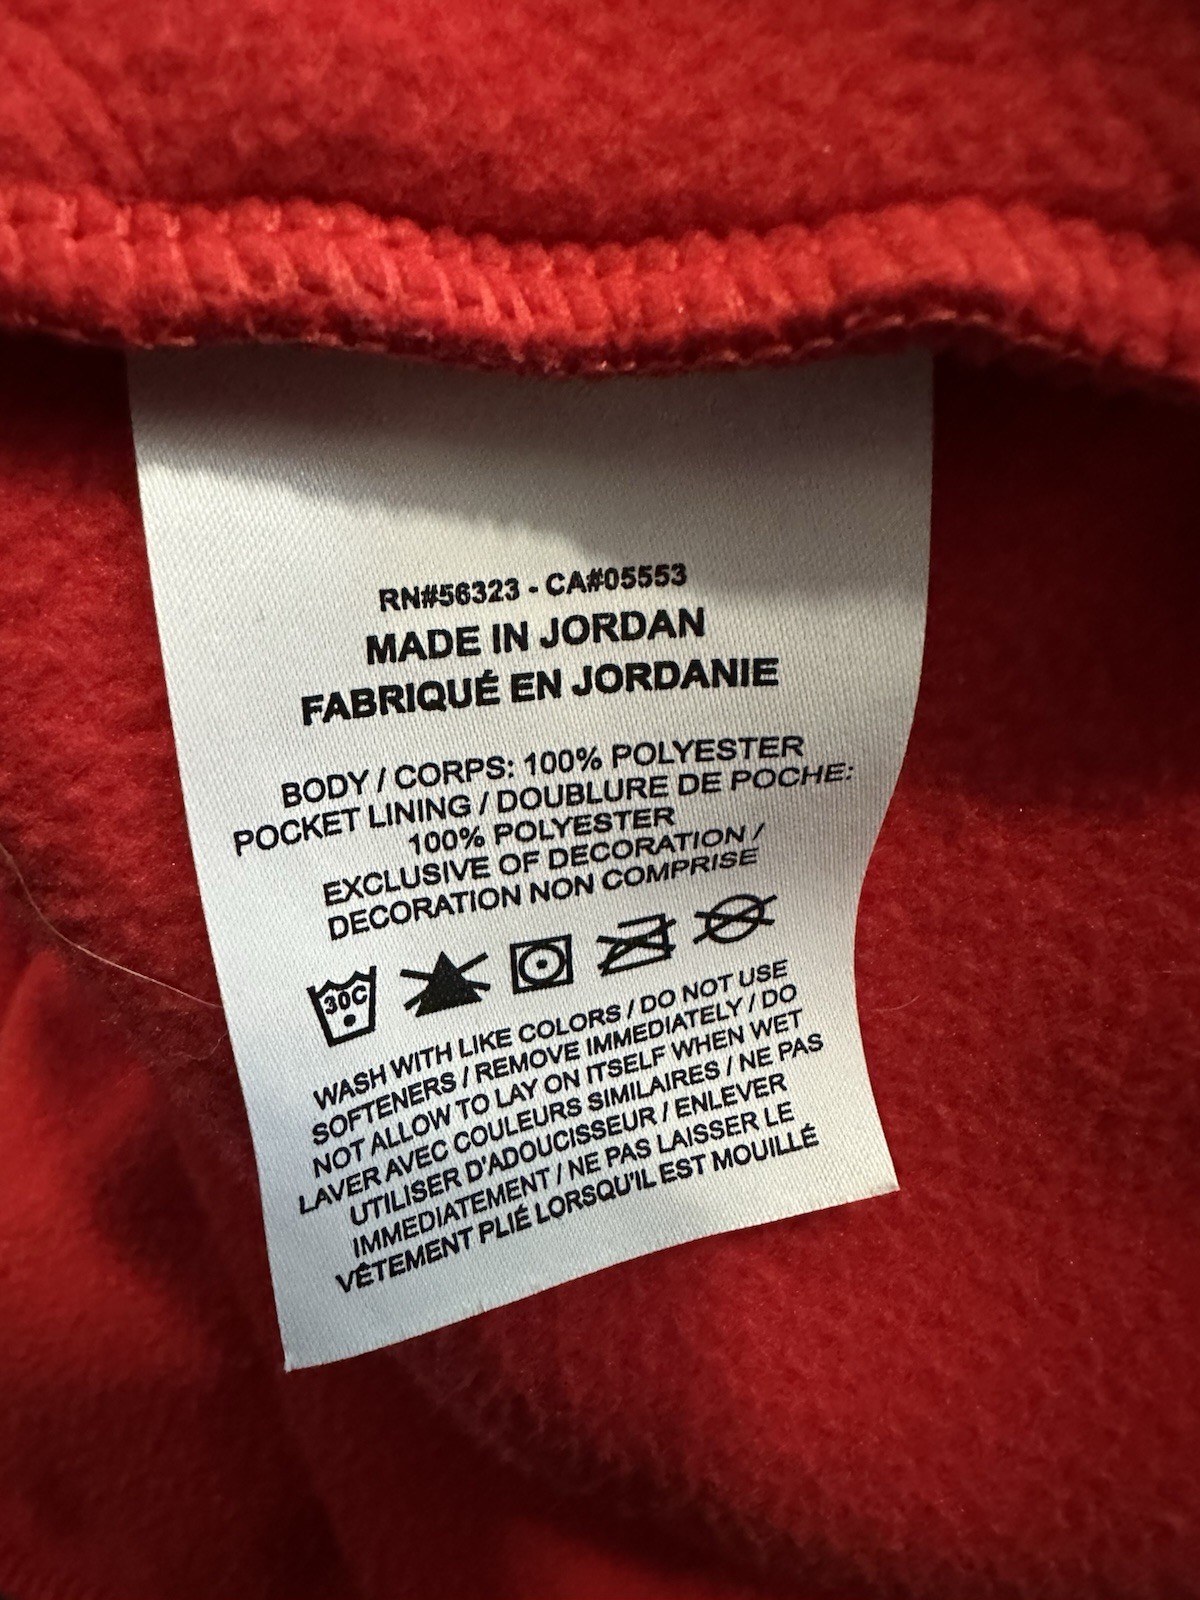 RN#56323 - CA#05553
MADE IN JORDAN
FABRIQUÉ EN JORDANIE
BODY / CORPS: 100% POLYESTER
POCKET LINING / DOUBLURE DE POCHE:
100% POLYESTER
EXCLUSIVE OF DECORATION /
DECORATION NON COMPRISE
30C
WASH WITH LIKE COLORS / DO NOT USE
SOFTENERS / REMOVE IMMEDIATELY / DO
NOT ALLOW TO LAY ON ITSELF WHEN WET
LAVER AVEC COULEURS SIMILAIRES / NE PAS
UTILISER D'ADOUCISSEUR / ENLEVER
IMMEDIATEMENT / NE PAS LAISSER LE
VÊTEMENT PLIÉ LORSQU'IL EST MOUILLÉ